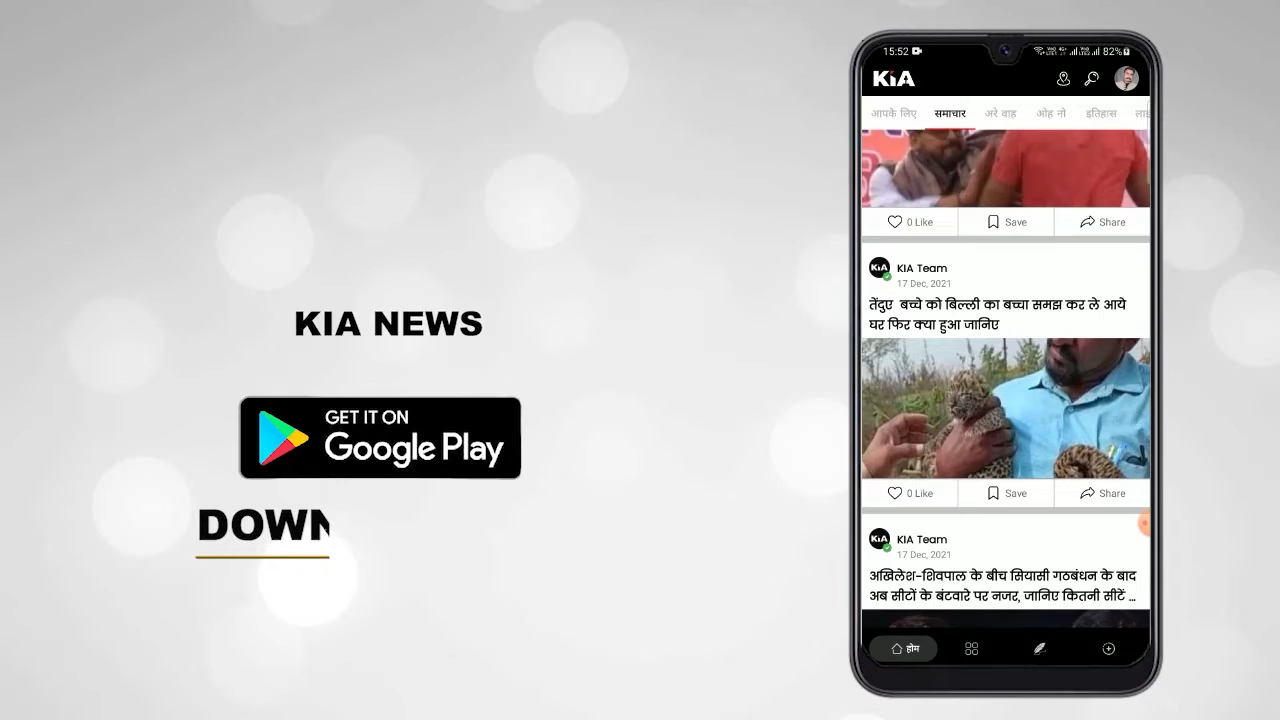 KIA NEWS
GET IT ON
Google Play
DOWN
15:52
82%
KiA
आपके लिए समाचार अरे वाह ओह नो इतिहास
0 Like Save Share
KiA KIA Team
17 Dec, 2021
तेंदुए बच्चे को बिल्ली का बच्चा समझ कर ले आये
घर फिर क्या हुआ जानिए
0 Like Save Share
KiA KIA Team
17 Dec, 2021
अखिलेश-शिवपाल के बीच सियासी गठबंधन के बाद
अब सीटों के बंटवारे पर नजर, जानिए कितनी सीटें ...
होम